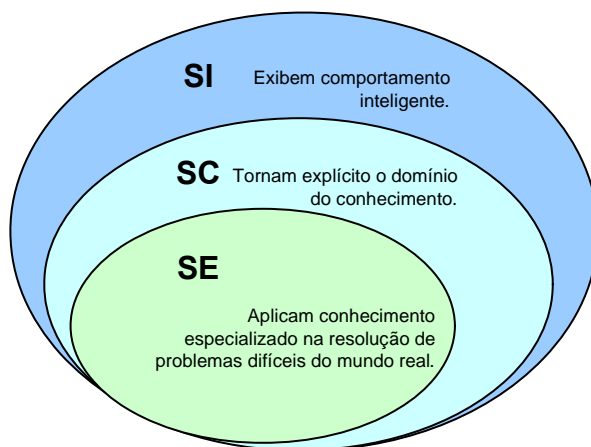 SI
Exibem comportamento
inteligente.
SC
Tornam explícito o domínio
do conhecimento.
SE
Aplicam conhecimento
especializado na resolução de
problemas difíceis do mundo real.